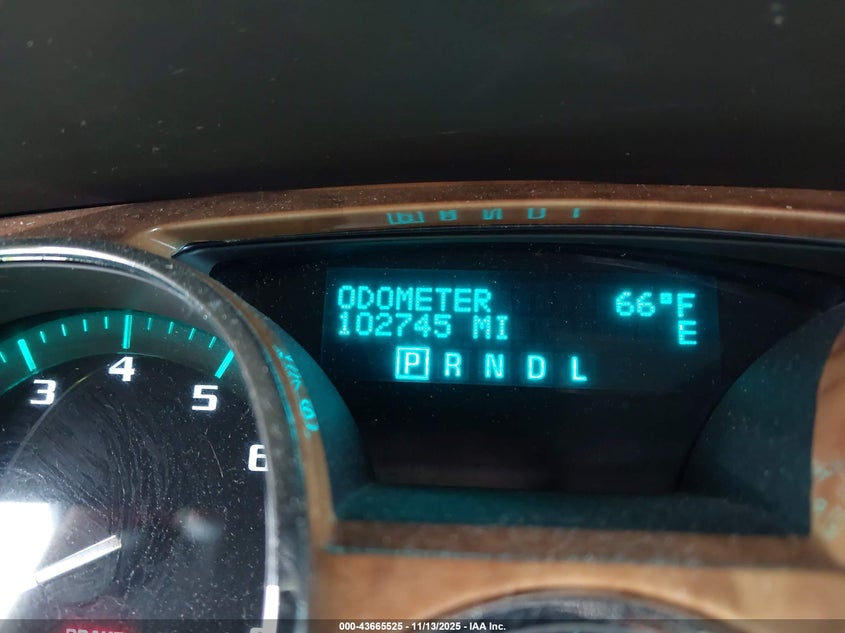 ODOMETER 66°F
102745 MI E
P R N D L
3 4 5 6
000-43665525 - 11/13/2025 - IAA Inc.